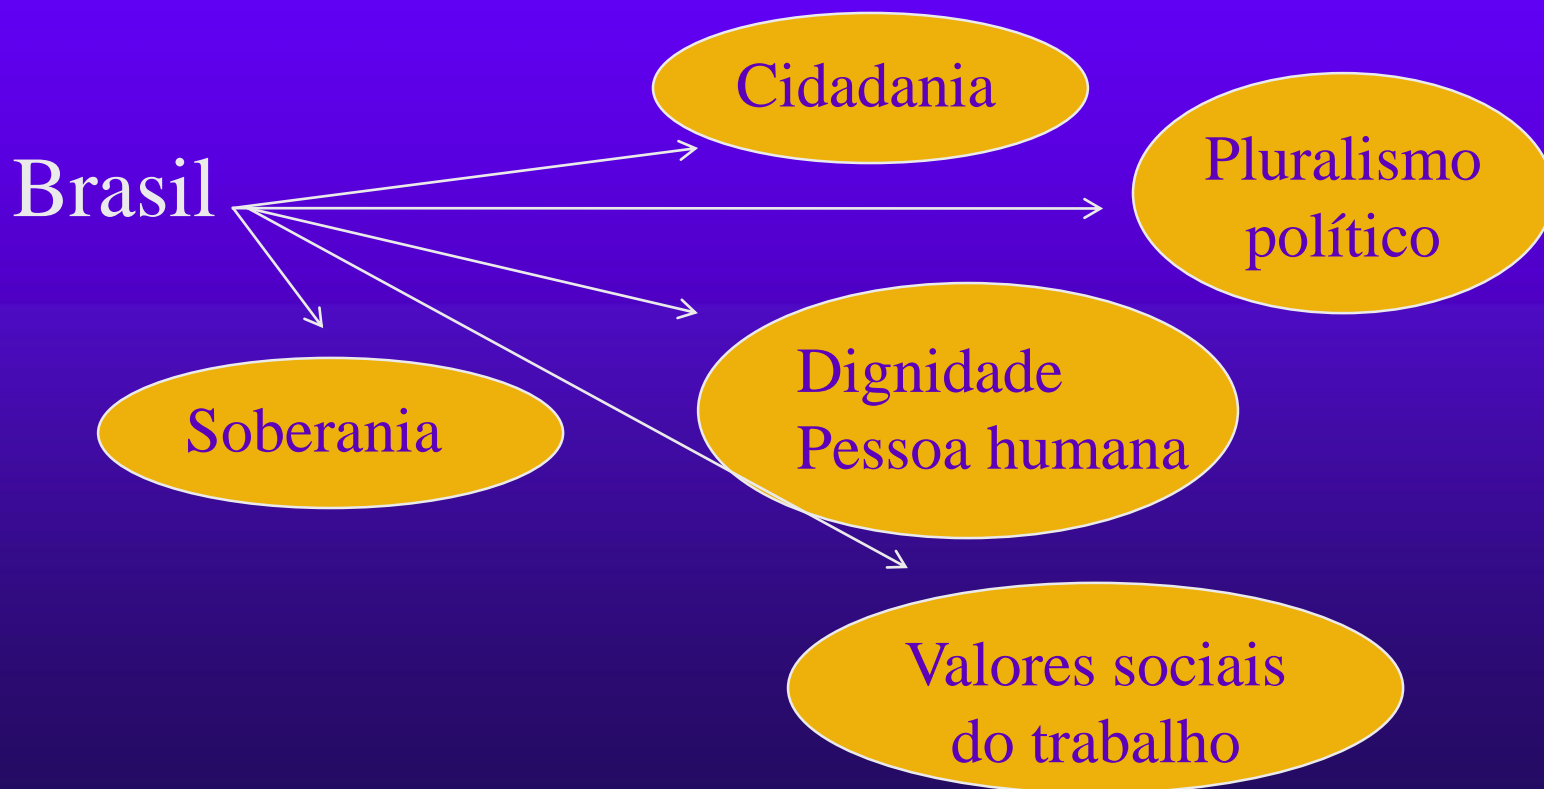 Brasil
Cidadania
Pluralismo
político
Soberania
Dignidade
Pessoa humana
Valores sociais
do trabalho